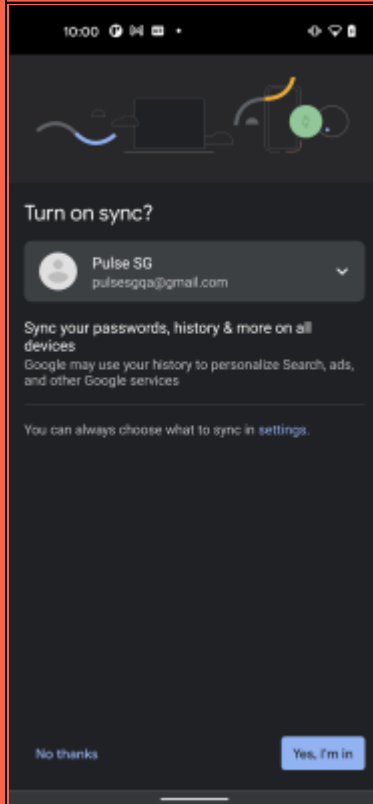 10:00
Turn on sync?
Pulse SG
pulsesgqa@gmail.com
Sync your passwords, history & more on all
devices
Google may use your history to personalize Search, ads,
and other Google services
You can always choose what to sync in settings.
No thanks
Yes, I'm in